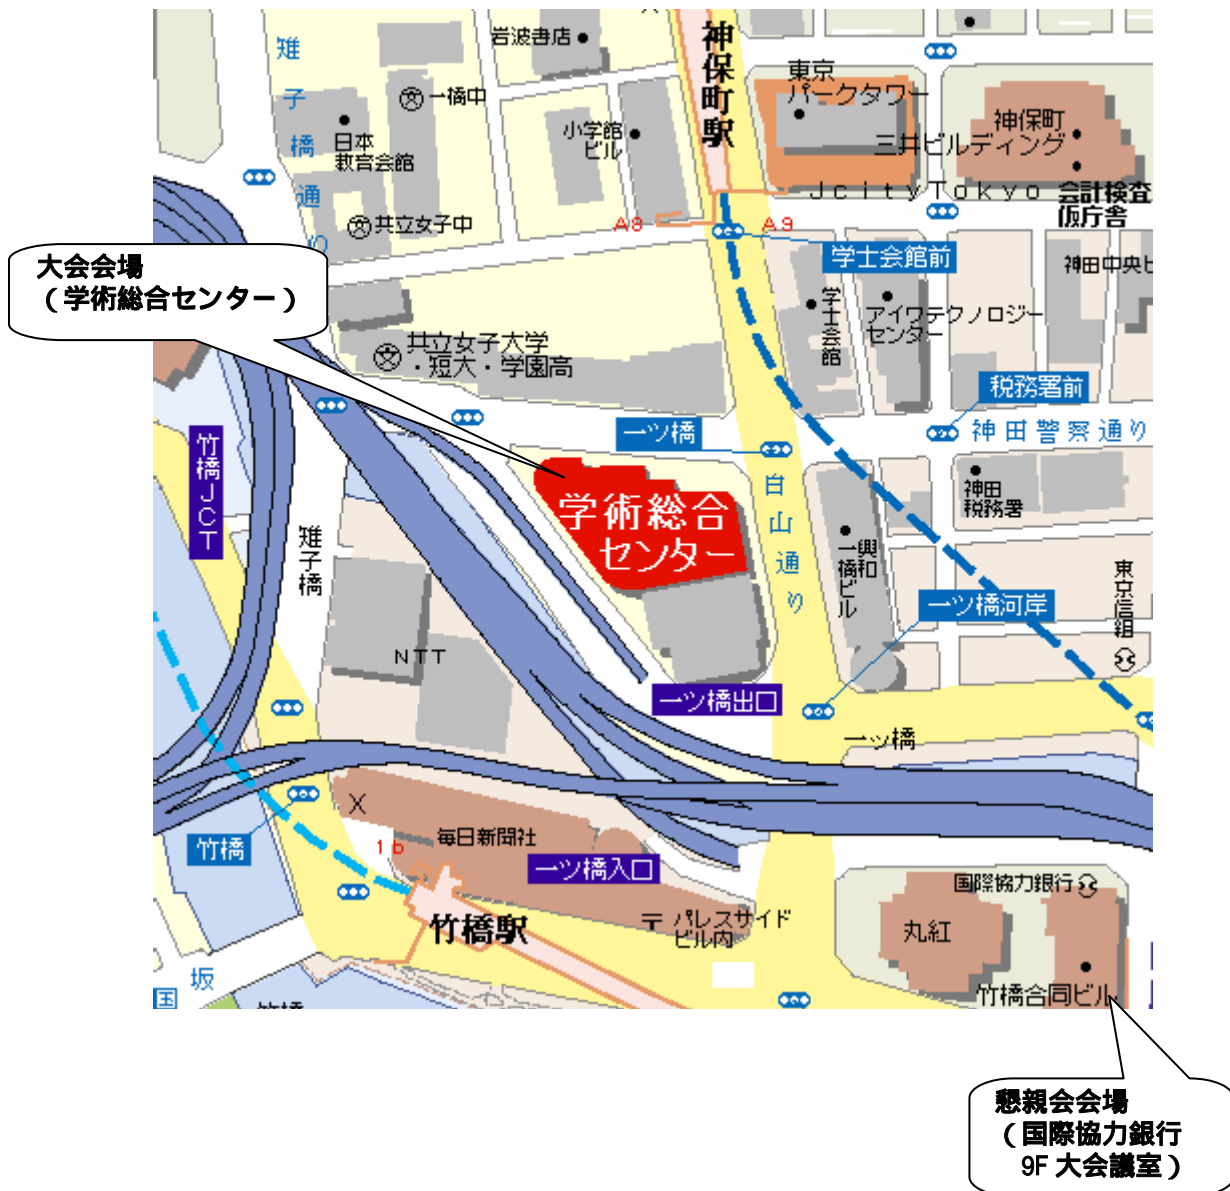 岩波書店
神保町駅
雉子橋通り
一橋中
日本
教育会館
小学館
ビル
東京
パークタワー
神保町
三井ビルディング
JcityTokyo
会計検査
仮庁舎
共立女子中
A8
A9
学士会館前
神田中央ビ
大会会場
（学術総合センター）
学士会館
アイワテクノロジー
センター
共立女子大学
・短大・学園高
税務署前
一ツ橋
神田警察通り
竹橋JCT
学術総合
センター
白山通り
神田
税務署
雉子橋
興和
一橋ビル
東京信組
一ツ橋河岸
NTT
一ツ橋出口
一ッ橋
竹橋
1b
毎日新聞社
一ツ橋入口
国際協力銀行
竹橋駅
〒パレスサイド
ビル内
丸紅
坂
国
竹橋合同ビル
竹橋
懇親会会場
（国際協力銀行
9F 大会議室）